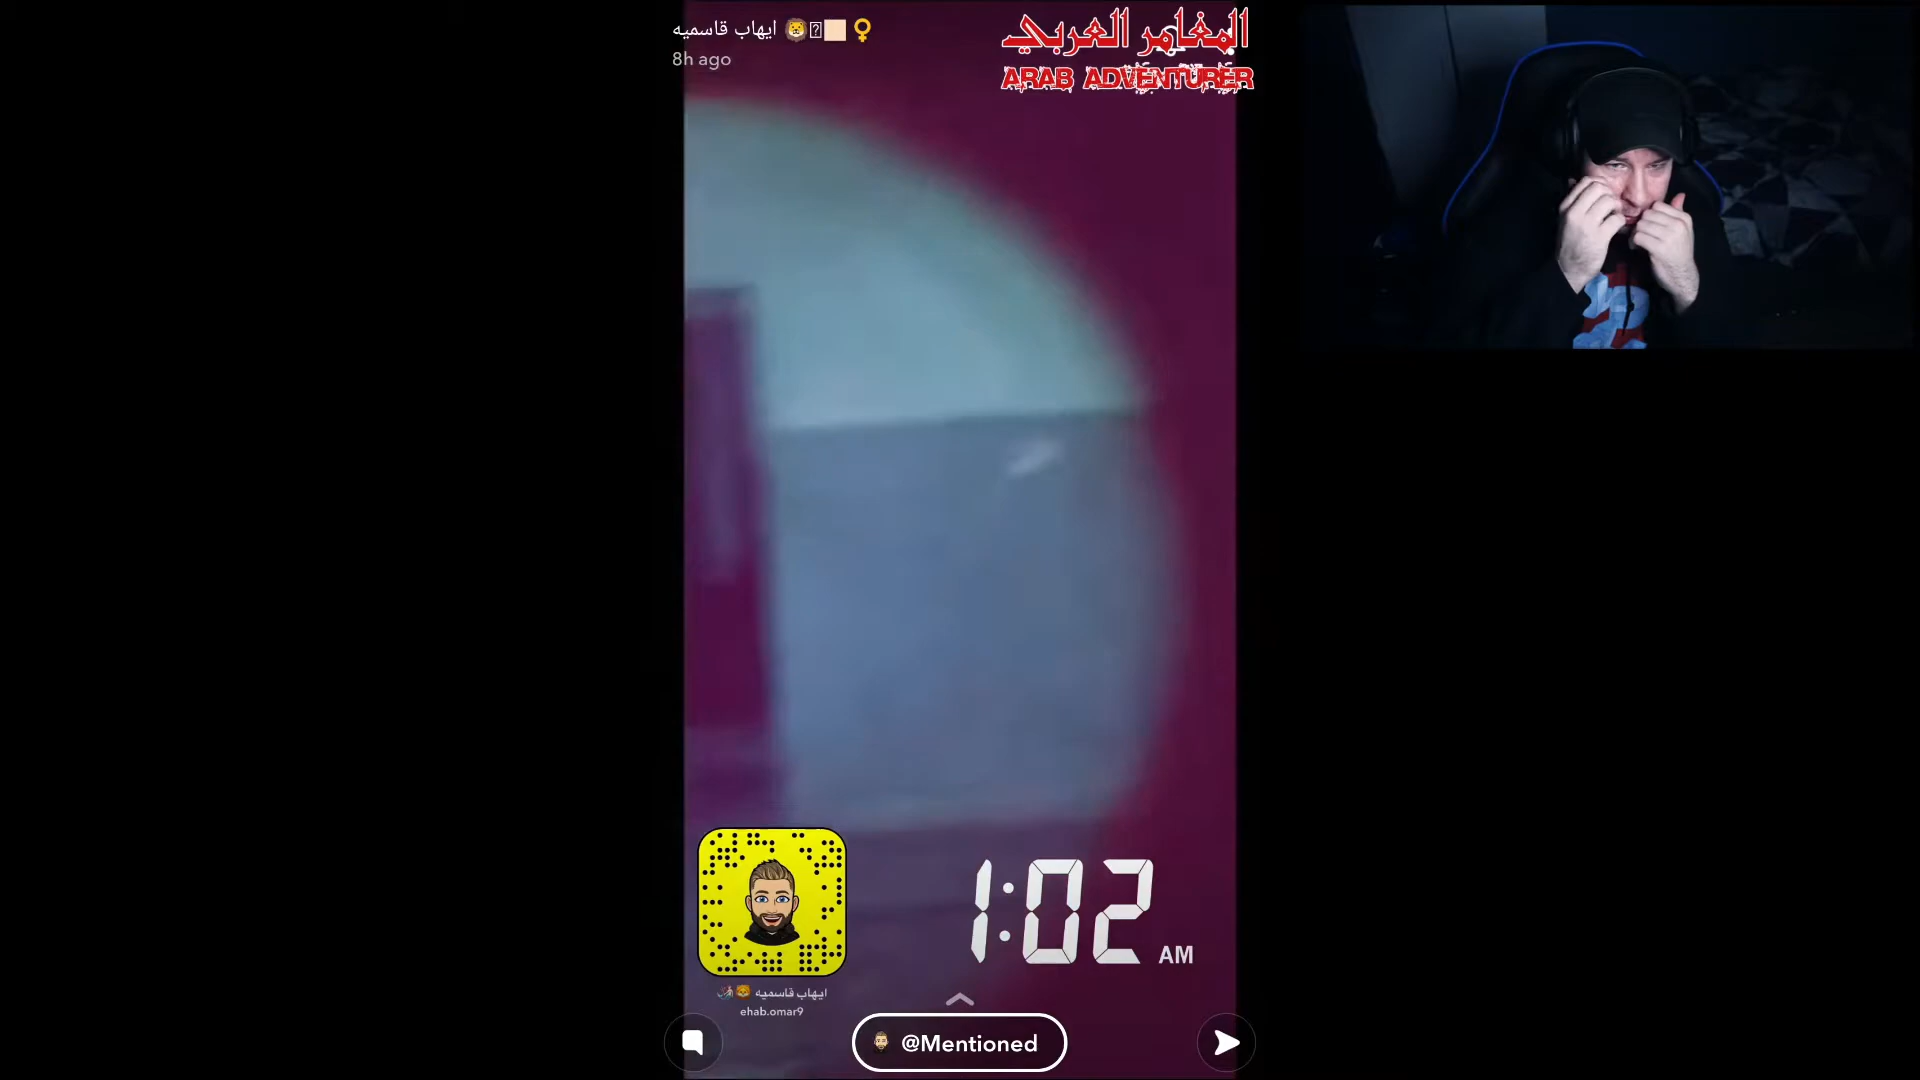 ايهاب قاسميه 🦁 ♀
8h ago
المغامر العربي
ARAB ADVENTURER
1:02 AM
ايهاب قاسميه 🦁
ehab.omar9
@Mentioned